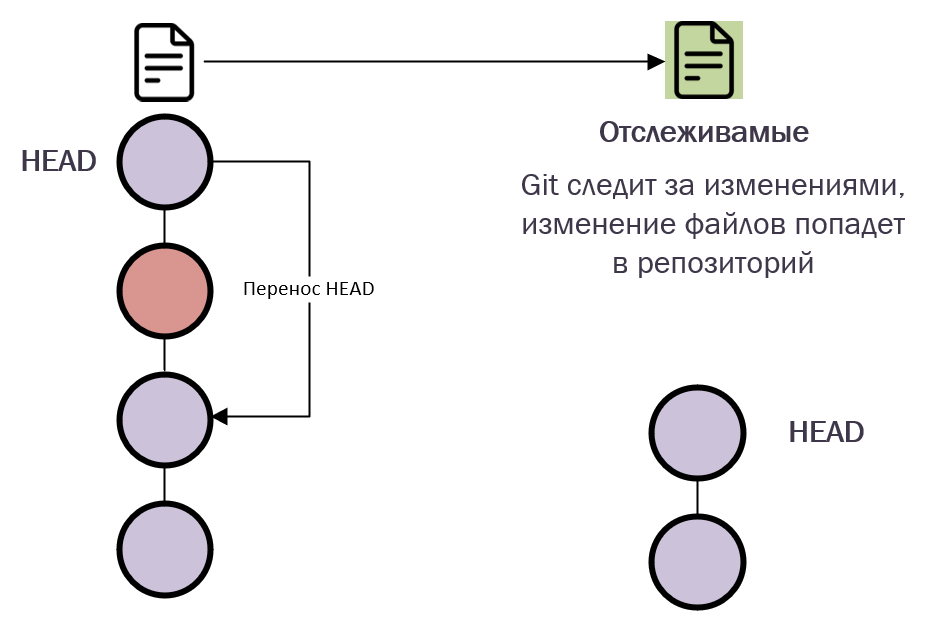 HEAD
Перенос HEAD
Отслеживамые
Git следит за изменениями,
изменение файлов попадет
в репозиторий
HEAD